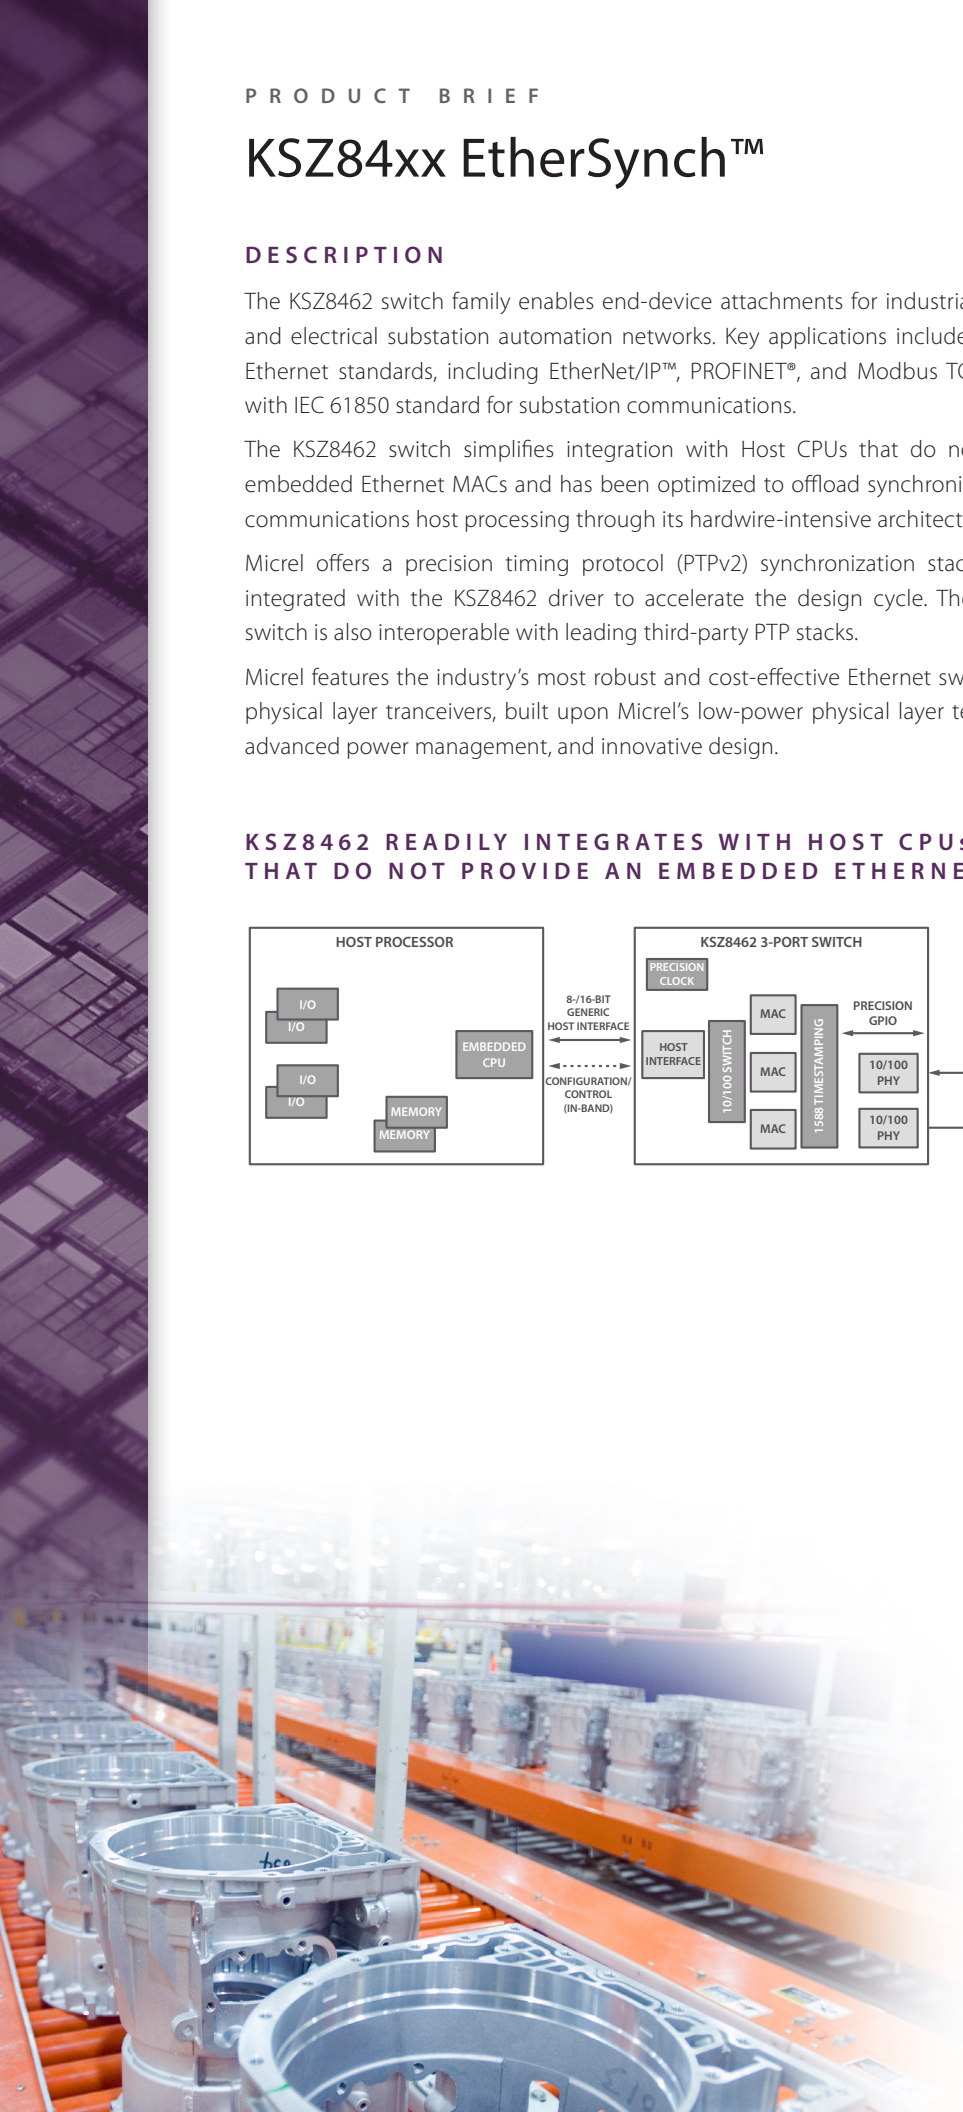 PRODUCT BRIEF
KSZ84xx EtherSynch™
DESCRIPTION
The KSZ8462 switch family enables end-device attachments for industria
and electrical substation automation networks. Key applications include
Ethernet standards, including EtherNet/IP™, PROFINET®, and Modbus TC
with IEC 61850 standard for substation communications.
The KSZ8462 switch simplifies integration with Host CPUs that do n
embedded Ethernet MACs and has been optimized to offload synchroni
communications host processing through its hardwire-intensive architect
Micrel offers a precision timing protocol (PTPv2) synchronization stac
integrated with the KSZ8462 driver to accelerate the design cycle. The
switch is also interoperable with leading third-party PTP stacks.
Micrel features the industry's most robust and cost-effective Ethernet sw
physical layer tranceivers, built upon Micrel's low-power physical layer te
advanced power management, and innovative design.
KSZ8462 READILY INTEGRATES WITH HOST CPUs
THAT DO NOT PROVIDE AN EMBEDDED ETHERNE
HOST PROCESSOR
I/O
I/O
I/O
I/O
EMBEDDED
CPU
MEMORY
MEMORY
8-/16-BIT
GENERIC
HOST INTERFACE
CONFIGURATION/
CONTROL
(IN-BAND)
KSZ8462 3-PORT SWITCH
PRECISION
CLOCK
HOST
INTERFACE
10/100 SWITCH
MAC
MAC
MAC
1588 TIMESTAMPING
PRECISION
GPIO
10/100
PHY
10/100
PHY